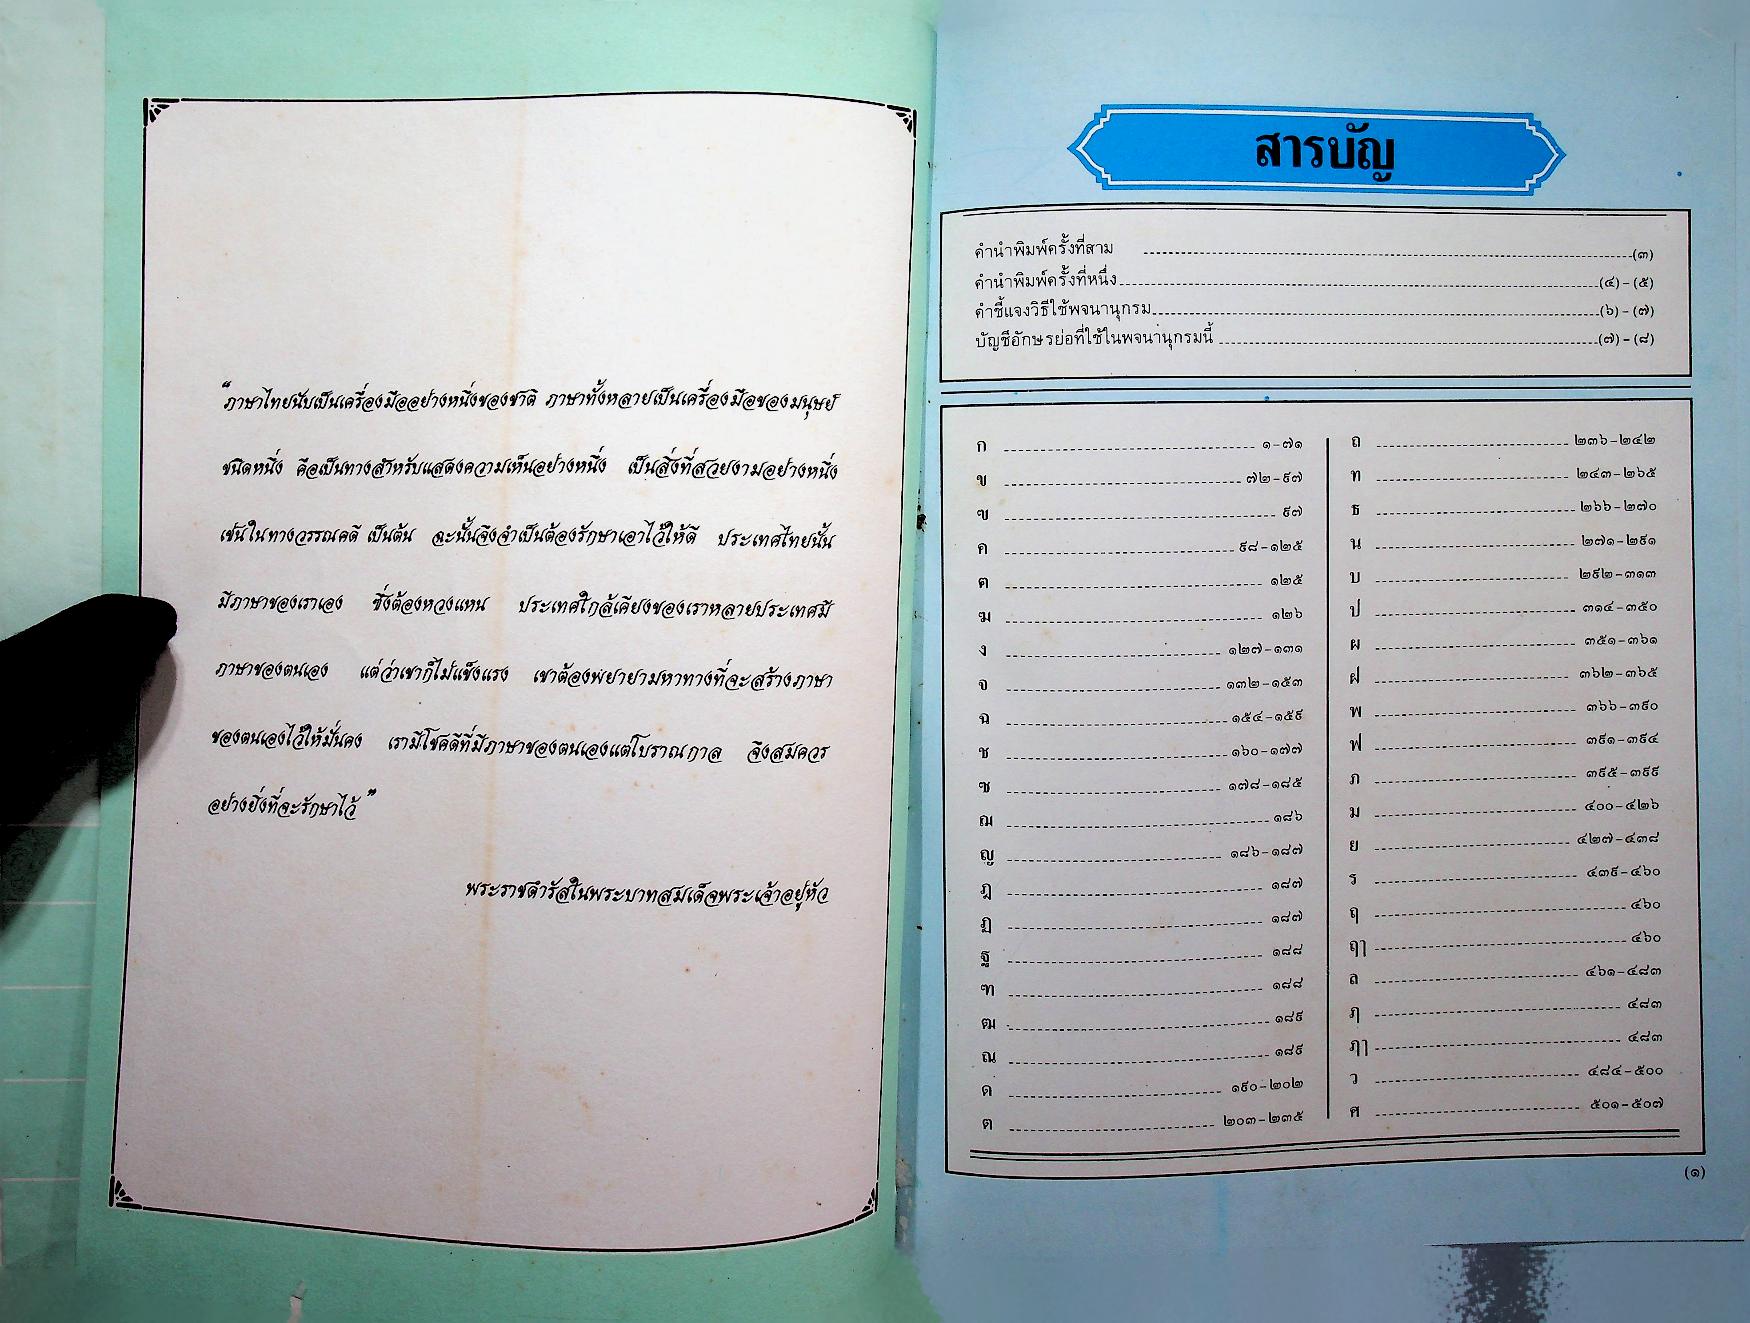 “ภาษาไทยนับเป็นเครื่องมืออย่างหนึ่งของชาติ ภาษาทั้งหลายเป็นเครื่องมือของมนุษย์
ชนิดหนึ่ง คือเป็นทางสำหรับแสดงความเห็นอย่างหนึ่ง เป็นสิ่งที่สวยงามอย่างหนึ่ง
เช่นในทางวรรณคดี เป็นต้น ฉะนั้นจึงจำเป็นต้องรักษาเอาไว้ให้ดี ประเทศไทยนั้น
มีภาษาของเราเอง ซึ่งต้องหวงแหน ประเทศใกล้เคียงของเราหลายประเทศมี
ภาษาของตนเอง แต่ว่าเขาก็ไม่แข็งแรง เขาต้องพยายามหาทางที่จะสร้างภาษา
ของตนเองไว้ให้มั่นคง เรามีโชคดีที่มีภาษาของตนเองแต่โบราณกาล จึงสมควร
อย่างยิ่งที่จะรักษาไว้”
พระราชดำรัสในพระบาทสมเด็จพระเจ้าอยู่หัว
สารบัญ
คำนำพิมพ์ครั้งที่สาม (๓)
คำนำพิมพ์ครั้งที่หนึ่ง (๔)-(๕)
คำชี้แจงวิธีใช้พจนานุกรม (๖)-(๗)
บัญชีอักษรย่อที่ใช้ในพจนานุกรมนี้ (๗)-(๘)
ก ๑-๗๑
ข ๗๒-๙๗
ฃ ๙๗
ค ๙๘-๑๒๕
ฅ ๑๒๕
ฆ ๑๒๖
ง ๑๒๗-๑๓๑
จ ๑๓๒-๑๕๓
ฉ ๑๕๔-๑๕๙
ช ๑๖๐-๑๗๗
ซ ๑๗๘-๑๘๕
ฌ ๑๘๖
ญ ๑๘๖-๑๘๗
ฎ ๑๘๗
ฏ ๑๘๗
ฐ ๑๘๘
ฑ ๑๘๘
ฒ ๑๘๙
ณ ๑๘๙
ด ๑๙๐-๒๐๒
ต ๒๐๓-๒๓๕
ถ ๒๓๖-๒๔๒
ท ๒๔๓-๒๖๕
ธ ๒๖๖-๒๗๐
น ๒๗๑-๒๙๑
บ ๒๙๒-๓๑๓
ป ๓๑๔-๓๕๐
ผ ๓๕๑-๓๖๑
ฝ ๓๖๒-๓๖๕
พ ๓๖๖-๓๙๐
ฟ ๓๙๑-๓๙๔
ภ ๓๙๕-๓๙๙
ม ๔๐๐-๔๒๖
ย ๔๒๗-๔๓๘
ร ๔๓๙-๔๖๐
ฤ ๔๖๐
ฤๅ ๔๖๐
ล ๔๖๑-๔๘๓
ฦ ๔๘๓
ฦๅ ๔๘๓
ว ๔๘๔-๕๐๐
ศ ๕๐๑-๕๐๗
(๑)